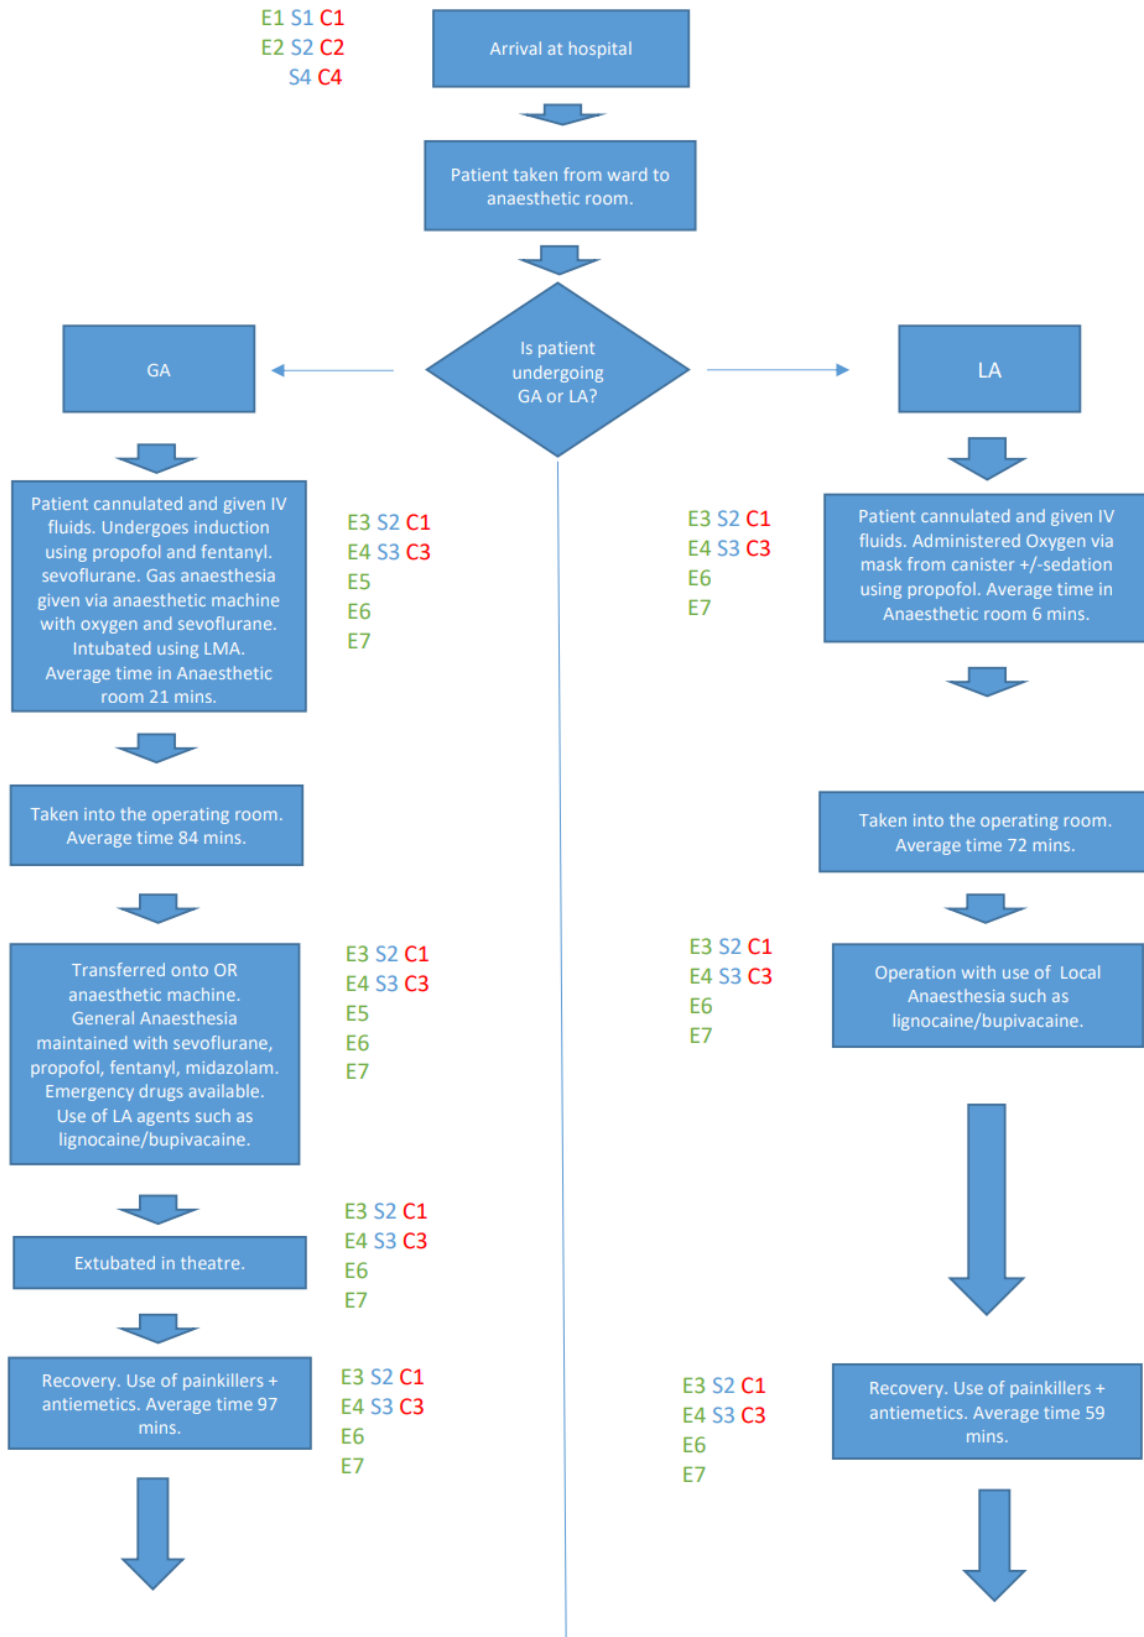 E1 S1 C1
E2 S2 C2
S4 C4
Arrival at hospital
Patient taken from ward to
anaesthetic room.
Is patient
undergoing
GA or LA?
GA
LA
Patient cannulated and given IV
fluids. Undergoes induction
using propofol and fentanyl.
sevoflurane. Gas anaesthesia
given via anaesthetic machine
with oxygen and sevoflurane.
Intubated using LMA.
Average time in Anaesthetic
room 21 mins.
E3 S2 C1
E4 S3 C3
E5
E6
E7
E3 S2 C1
E4 S3 C3
E6
E7
Patient cannulated and given IV
fluids. Administered Oxygen via
mask from canister +/-sedation
using propofol. Average time in
Anaesthetic room 6 mins.
Taken into the operating room.
Average time 84 mins.
Taken into the operating room.
Average time 72 mins.
Transferred onto OR
anaesthetic machine.
General Anaesthesia
maintained with sevoflurane,
propofol, fentanyl, midazolam.
Emergency drugs available.
Use of LA agents such as
lignocaine/bupivacaine.
E3 S2 C1
E4 S3 C3
E5
E6
E7
E3 S2 C1
E4 S3 C3
E6
E7
Operation with use of Local
Anaesthesia such as
lignocaine/bupivacaine.
Extubated in theatre.
E3 S2 C1
E4 S3 C3
E6
E7
Recovery. Use of painkillers +
antiemetics. Average time 97
mins.
E3 S2 C1
E4 S3 C3
E6
E7
E3 S2 C1
E4 S3 C3
E6
E7
Recovery. Use of painkillers +
antiemetics. Average time 59
mins.